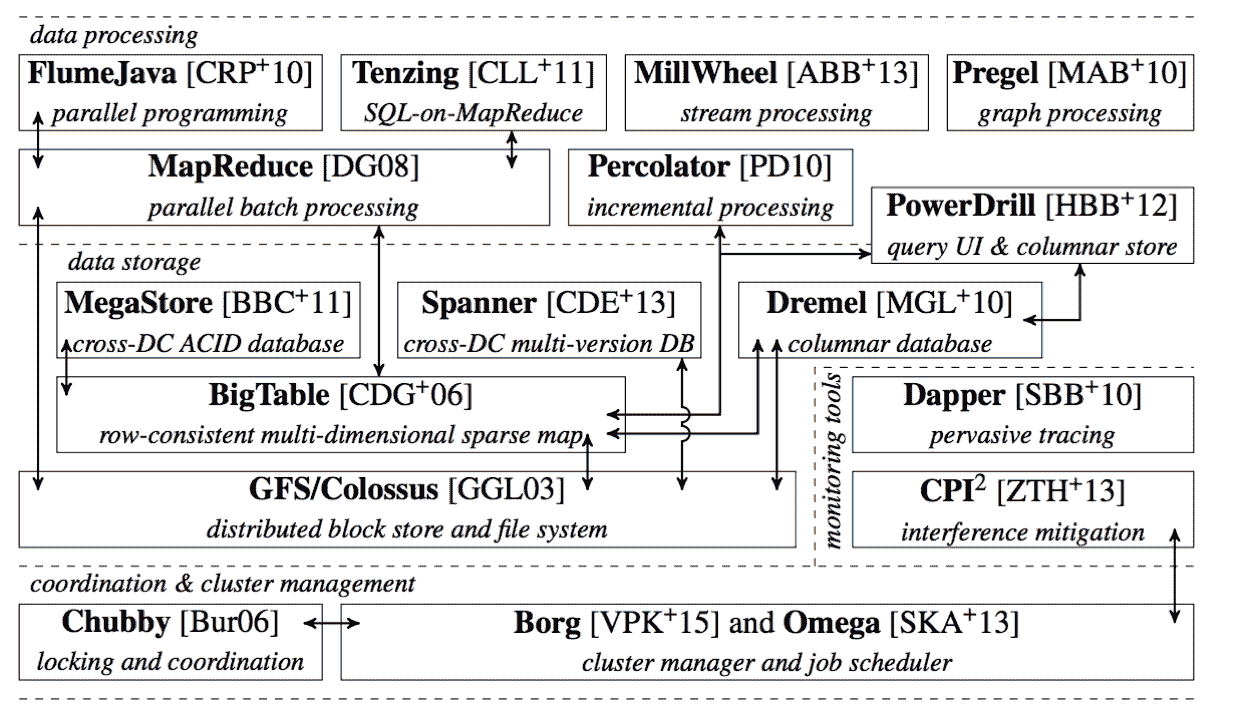 data processing
FlumeJava [CRP⁺10]
parallel programming
Tenzing [CLL⁺11]
SQL-on-MapReduce
MillWheel [ABB⁺13]
stream processing
Pregel [MAB⁺10]
graph processing
MapReduce [DG08]
parallel batch processing
Percolator [PD10]
incremental processing
PowerDrill [HBB⁺12]
query UI & columnar store
data storage
MegaStore [BBC⁺11]
cross-DC ACID database
Spanner [CDE⁺13]
cross-DC multi-version DB
Dremel [MGL⁺10]
columnar database
BigTable [CDG⁺06]
row-consistent multi-dimensional sparse map
GFS/Colossus [GGL03]
distributed block store and file system
monitoring tools
Dapper [SBB⁺10]
pervasive tracing
CPI² [ZTH⁺13]
interference mitigation
coordination & cluster management
Chubby [Bur06]
locking and coordination
Borg [VPK⁺15] and Omega [SKA⁺13]
cluster manager and job scheduler